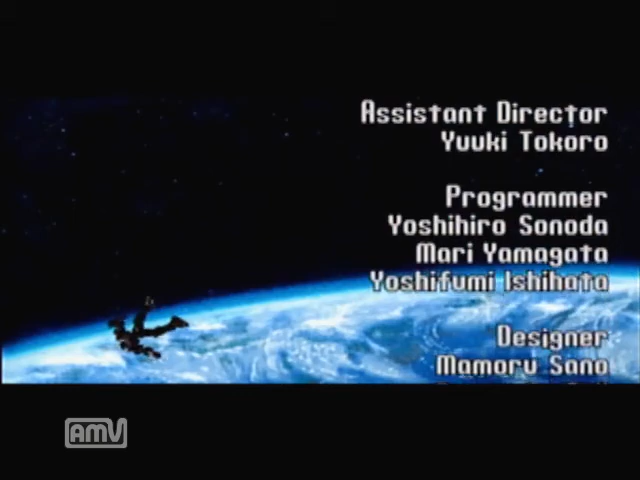 Assistant Director
Yuuki Tokoro
Programmer
Yoshihiro Sonoda
Mari Yamagata
Yoshifumi Ishihata
Designer
Mamoru Sano
AMV